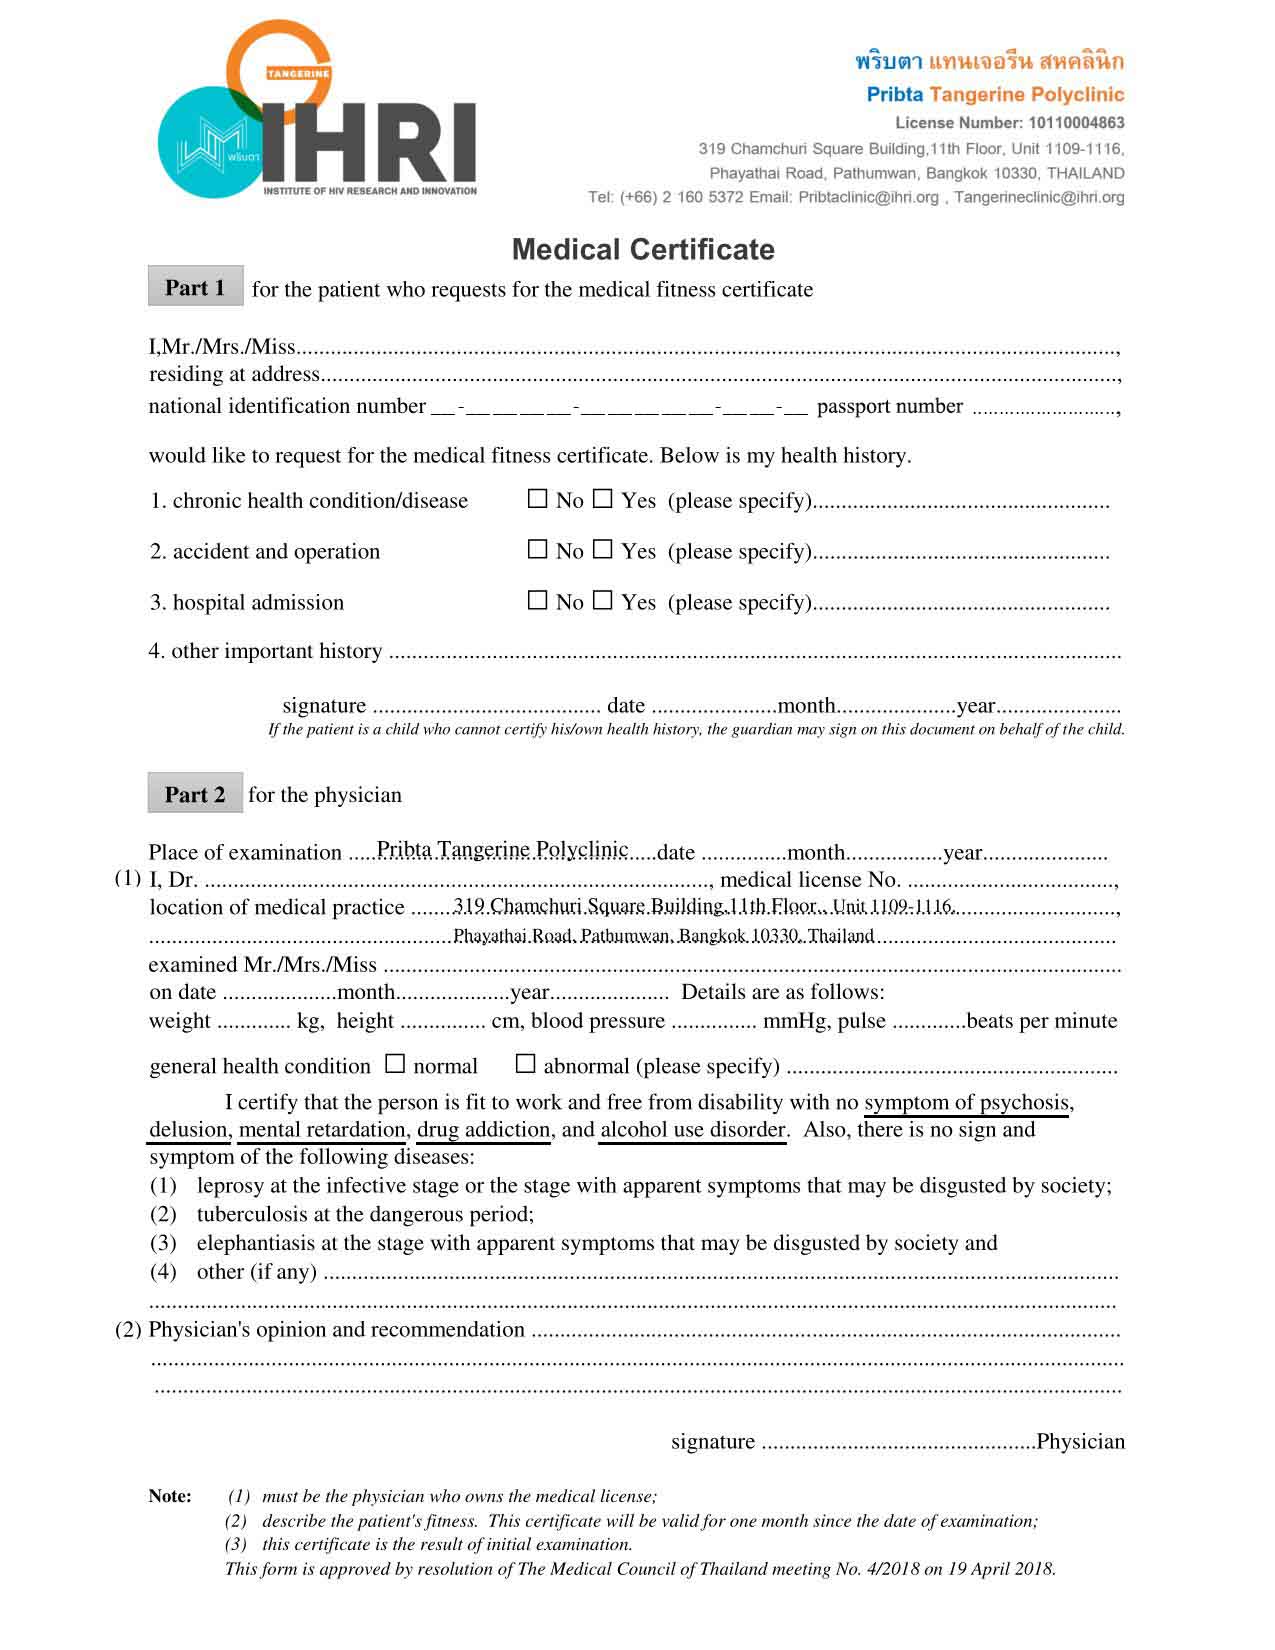 TANGERINE
พริบตา
IHRI
INSTITUTE OF HIV RESEARCH AND INNOVATION
พริบตา แทนเจอรีน สหคลินิก
Pribta Tangerine Polyclinic
License Number: 10110004863
319 Chamchuri Square Building,11th Floor, Unit 1109-1116,
Phayathai Road, Pathumwan, Bangkok 10330, THAILAND
Tel: (+66) 2 160 5372 Email: Pribtaclinic@ihri.org , Tangerineclinic@ihri.org
Medical Certificate
Part 1 for the patient who requests for the medical fitness certificate
I,Mr./Mrs./Miss..............................................................,
residing at address..............................................................,
national identification number __-__ __ __ __-__ __ __ __ __-__ __-__ passport number .........................,
would like to request for the medical fitness certificate. Below is my health history.
1. chronic health condition/disease ☐ No ☐ Yes (please specify)....................................................
2. accident and operation ☐ No ☐ Yes (please specify)....................................................
3. hospital admission ☐ No ☐ Yes (please specify)....................................................
4. other important history ..............................................................
signature ........................................ date ......................month.....................year......................
If the patient is a child who cannot certify his/own health history, the guardian may sign on this document on behalf of the child.
Part 2 for the physician
Place of examination .....Pribta Tangerine Polyclinic.....date ...............month.................year......................
(1) I, Dr. .............................................................., medical license No. ....................................,
location of medical practice .......319 Chamchuri Square Building,11th Floor., Unit 1109-1116,............................,
..............................Phayathai Road, Pathumwan, Bangkok 10330, Thailand..............................
examined Mr./Mrs./Miss ..............................................................
on date ....................month....................year..................... Details are as follows:
weight ............. kg, height ............... cm, blood pressure ............... mmHg, pulse .............beats per minute
general health condition ☐ normal ☐ abnormal (please specify) ..........................................................
I certify that the person is fit to work and free from disability with no symptom of psychosis,
delusion, mental retardation, drug addiction, and alcohol use disorder. Also, there is no sign and
symptom of the following diseases:
(1) leprosy at the infective stage or the stage with apparent symptoms that may be disgusted by society;
(2) tuberculosis at the dangerous period;
(3) elephantiasis at the stage with apparent symptoms that may be disgusted by society and
(4) other (if any) ..............................................................
..............................................................
(2) Physician's opinion and recommendation ..............................................................
..............................................................
..............................................................
signature ................................................Physician
Note: (1) must be the physician who owns the medical license;
(2) describe the patient's fitness. This certificate will be valid for one month since the date of examination;
(3) this certificate is the result of initial examination.
This form is approved by resolution of The Medical Council of Thailand meeting No. 4/2018 on 19 April 2018.